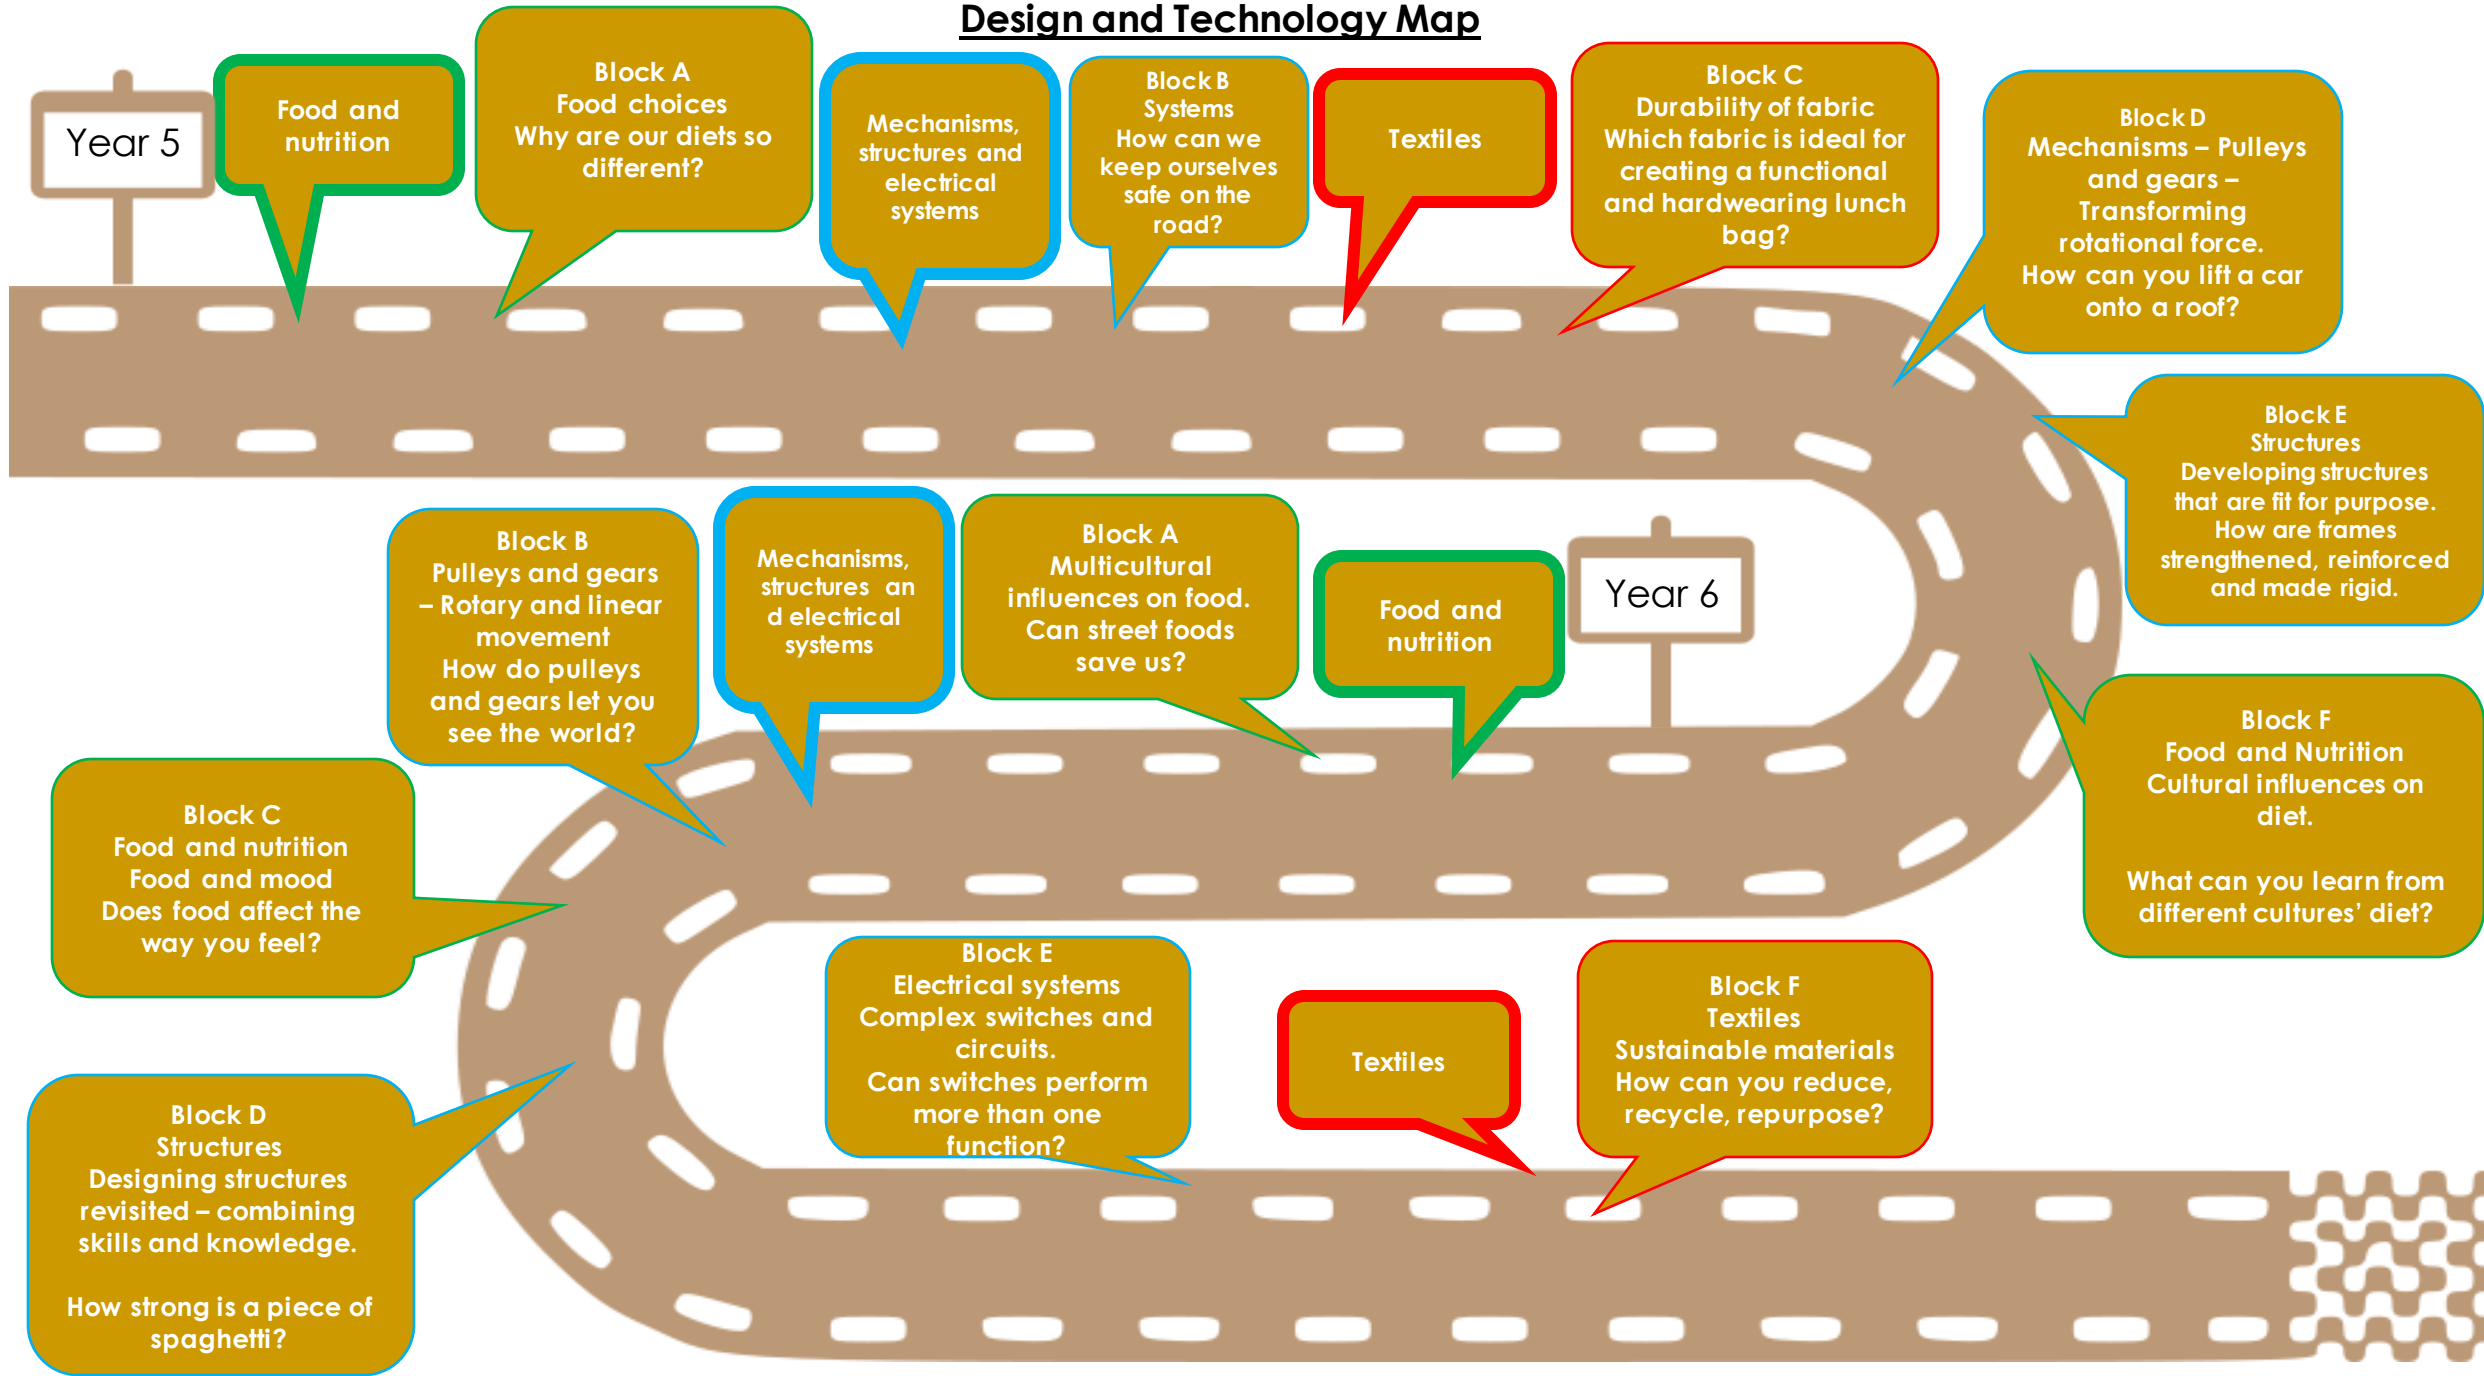 Design and Technology Map
Year 5
Food and
nutrition
Block A
Food choices
Why are our diets so
different?
Mechanisms,
structures and
electrical
systems
Block B
Systems
How can we
keep ourselves
safe on the
road?
Textiles
Block C
Durability of fabric
Which fabric is ideal for
creating a functional
and hardwearing lunch
bag?
Block D
Mechanisms – Pulleys
and gears –
Transforming
rotational force.
How can you lift a car
onto a roof?
Block E
Structures
Developing structures
that are fit for purpose.
How are frames
strengthened, reinforced
and made rigid.
Block F
Food and Nutrition
Cultural influences on
diet.
What can you learn from
different cultures’ diet?
Year 6
Food and
nutrition
Block A
Multicultural
influences on food.
Can street foods
save us?
Mechanisms,
structures an
d electrical
systems
Block B
Pulleys and gears
– Rotary and linear
movement
How do pulleys
and gears let you
see the world?
Block C
Food and nutrition
Food and mood
Does food affect the
way you feel?
Block D
Structures
Designing structures
revisited – combining
skills and knowledge.
How strong is a piece of
spaghetti?
Block E
Electrical systems
Complex switches and
circuits.
Can switches perform
more than one
function?
Textiles
Block F
Textiles
Sustainable materials
How can you reduce,
recycle, repurpose?